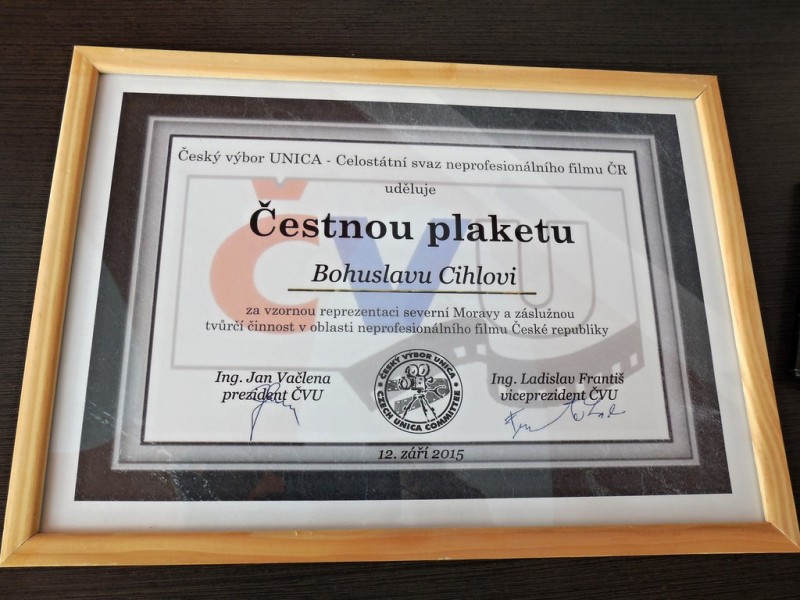 Český výbor UNICA - Celostátní svaz neprofesionálního filmu ČR
uděluje
Čestnou plaketu
Bohuslavu Cihlovi
za vzornou reprezentaci severní Moravy a záslužnou
tvůrčí činnost v oblasti neprofesionálního filmu České republiky
ČVU
Ing. Jan Vačlena
prezident ČVU
ČESKÝ VÝBOR UNICA
CZECH UNICA COMMITTEE
Ing. Ladislav Františ
viceprezident ČVU
12. září 2015